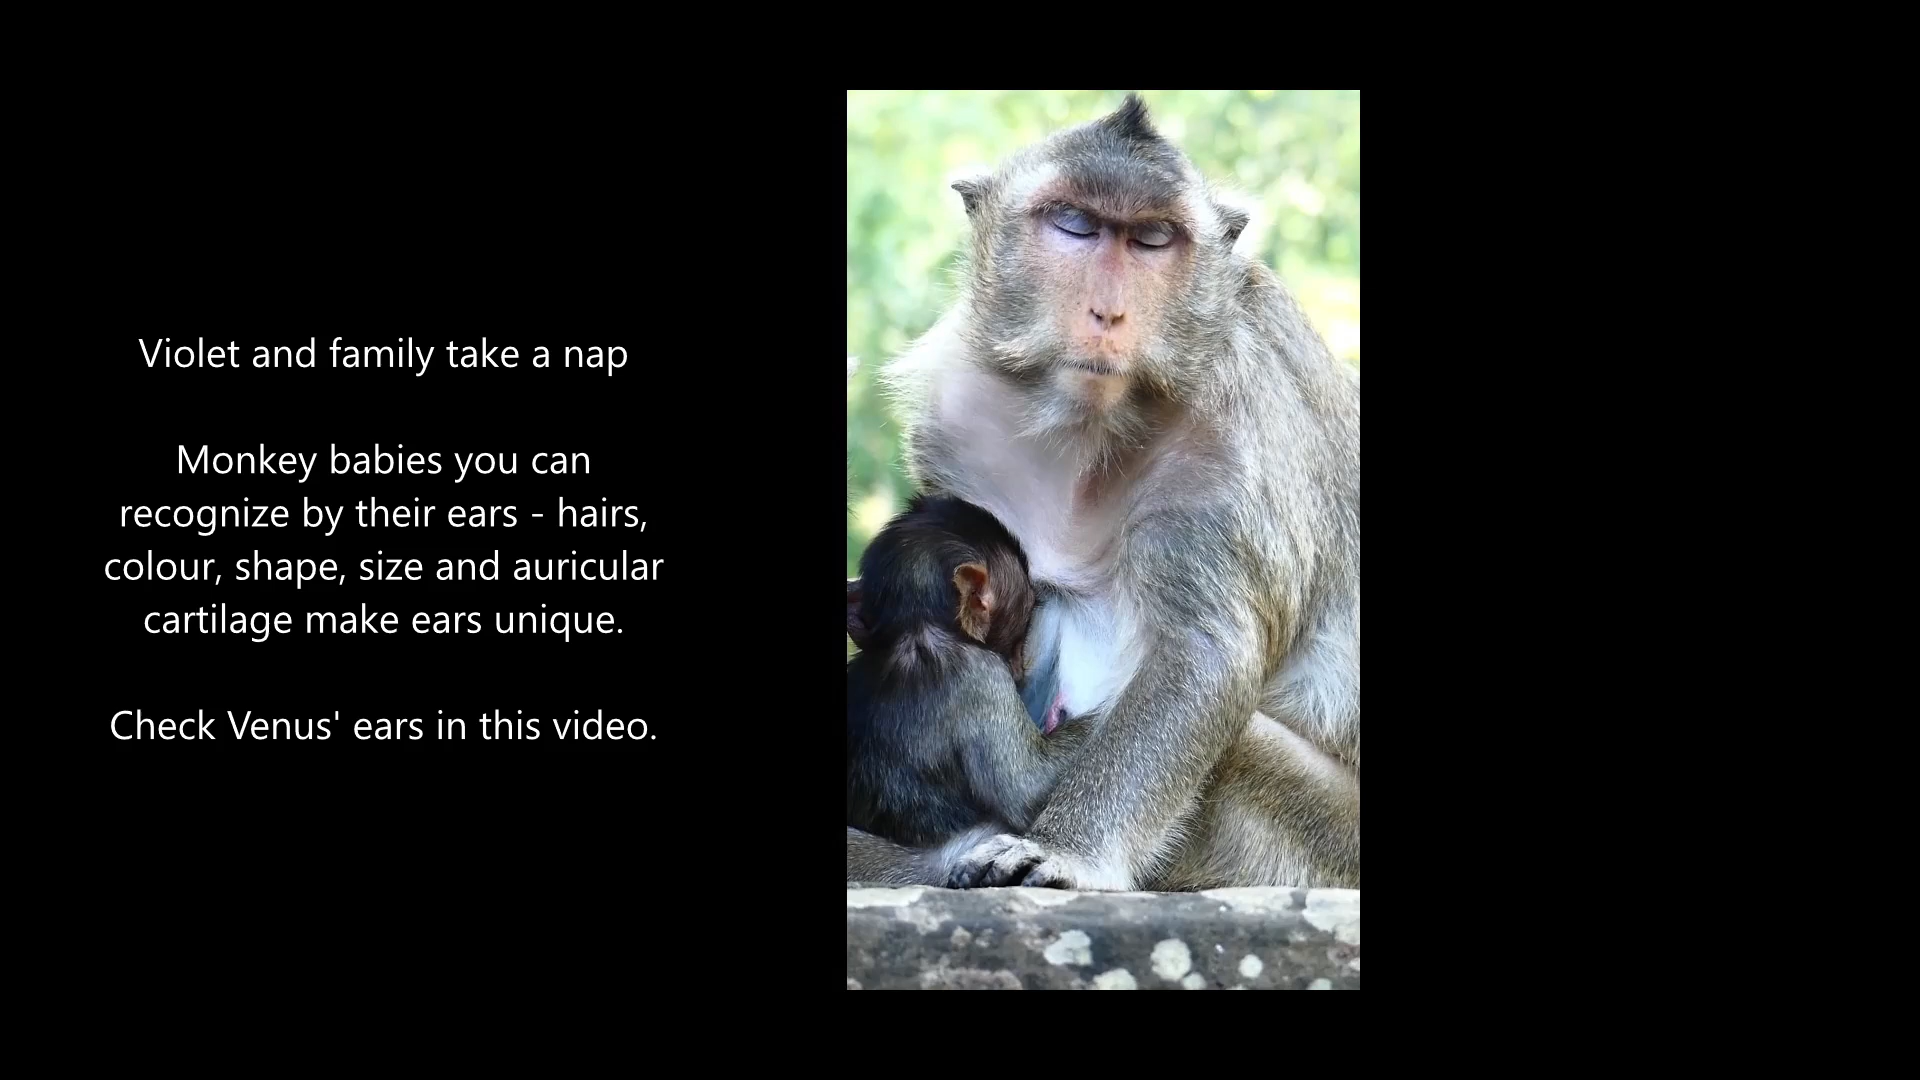 Violet and family take a nap
Monkey babies you can
recognize by their ears - hairs,
colour, shape, size and auricular
cartilage make ears unique.
Check Venus' ears in this video.